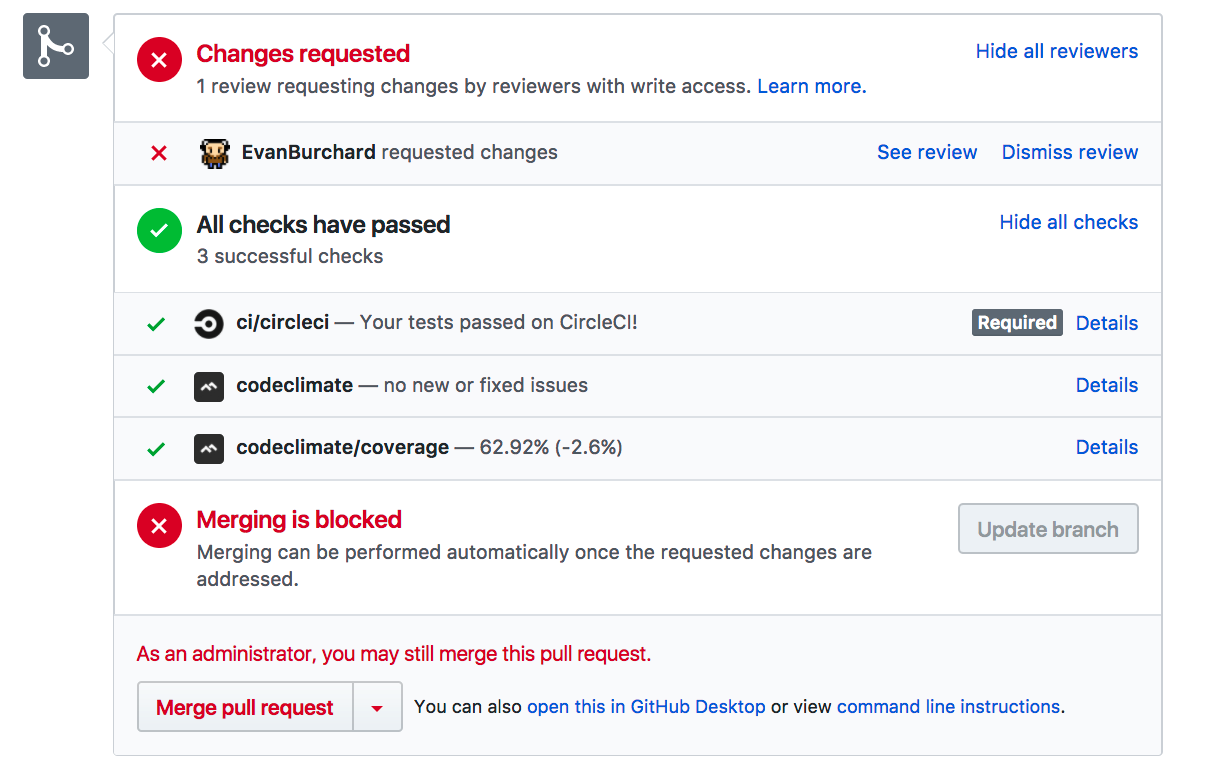 Changes requested
Hide all reviewers
1 review requesting changes by reviewers with write access. Learn more.
EvanBurchard requested changes
See review
Dismiss review
All checks have passed
Hide all checks
3 successful checks
ci/circleci — Your tests passed on CircleCI!
Required
Details
codeclimate — no new or fixed issues
Details
codeclimate/coverage — 62.92% (-2.6%)
Details
Merging is blocked
Update branch
Merging can be performed automatically once the requested changes are
addressed.
As an administrator, you may still merge this pull request.
Merge pull request
You can also open this in GitHub Desktop or view command line instructions.